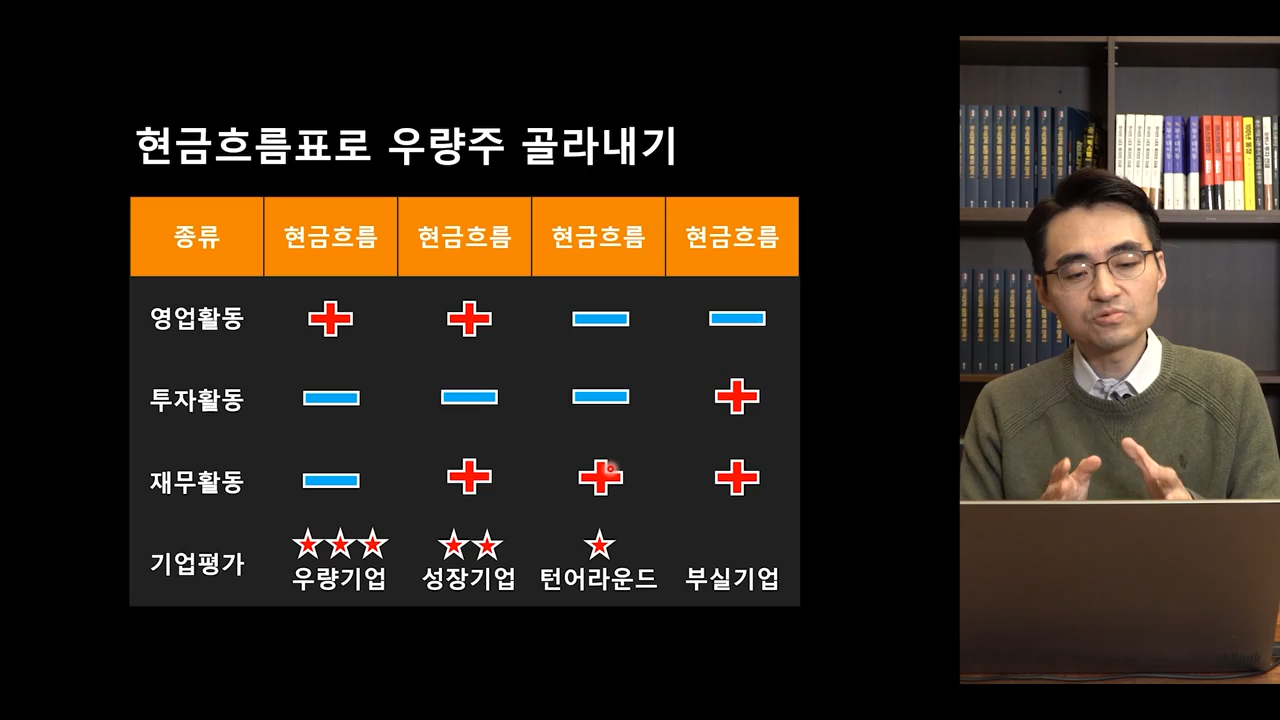 현금흐름표로 우량주 골라내기
종류 현금흐름 현금흐름 현금흐름 현금흐름
영업활동
투자활동
재무활동
기업평가 우량기업 성장기업 턴어라운드 부실기업